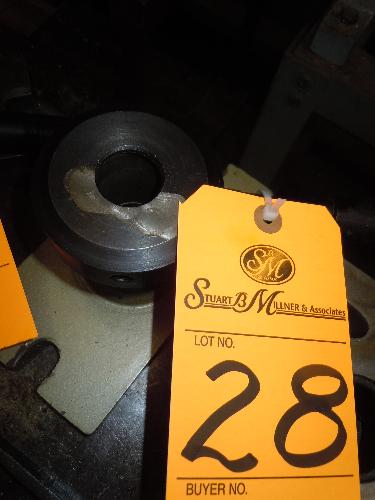 SM
STUART B MILLNER & Associates
LOT NO.
28
BUYER NO.